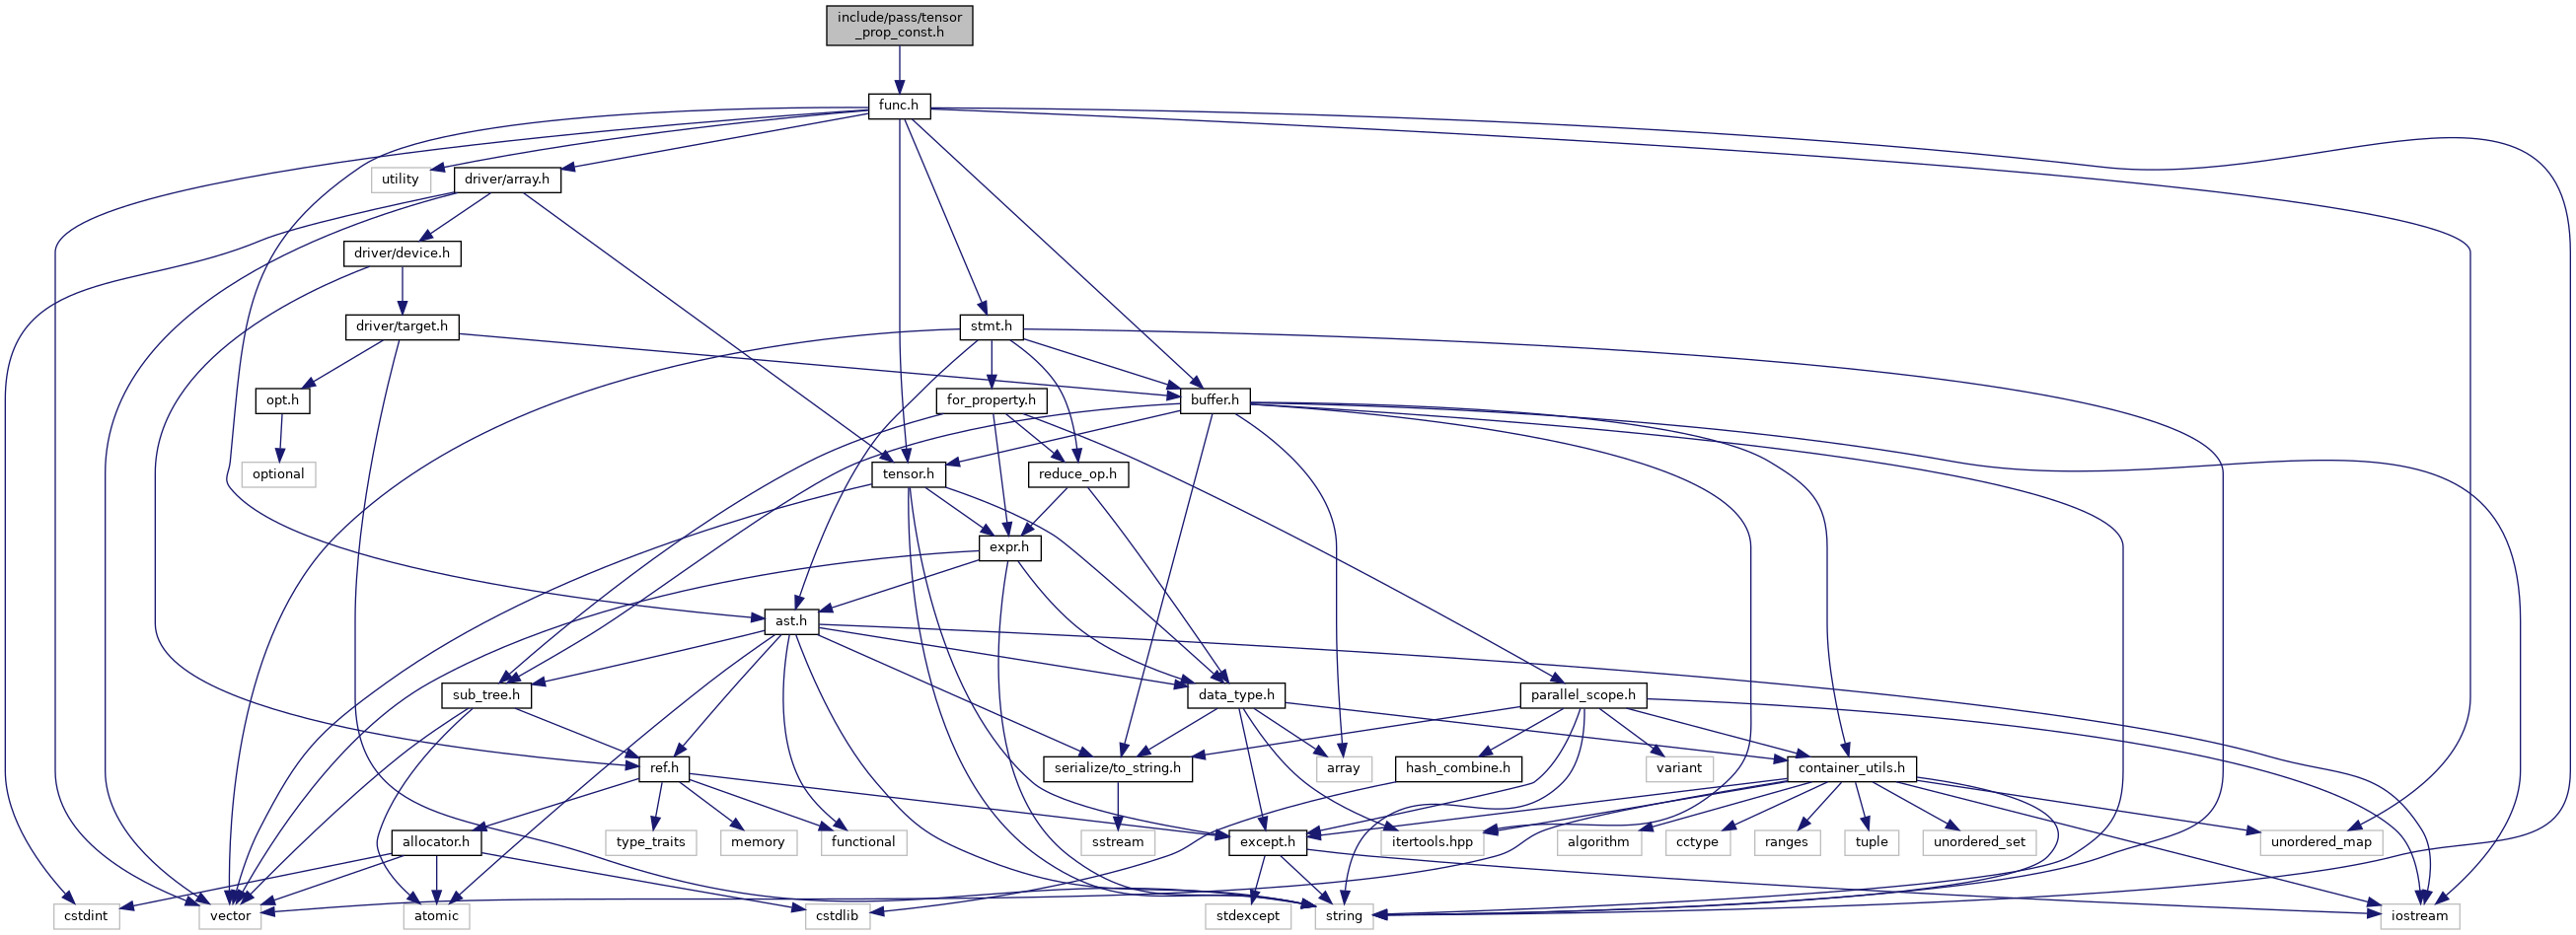 include/pass/tensor
_prop_const.h
func.h
utility
driver/array.h
driver/device.h
driver/target.h
stmt.h
opt.h
for_property.h
buffer.h
optional
tensor.h
reduce_op.h
expr.h
ast.h
sub_tree.h
data_type.h
parallel_scope.h
ref.h
serialize/to_string.h
array
hash_combine.h
variant
container_utils.h
allocator.h
type_traits
memory
functional
sstream
except.h
itertools.hpp
algorithm
cctype
ranges
tuple
unordered_set
unordered_map
cstdint
vector
atomic
cstdlib
stdexcept
string
iostream